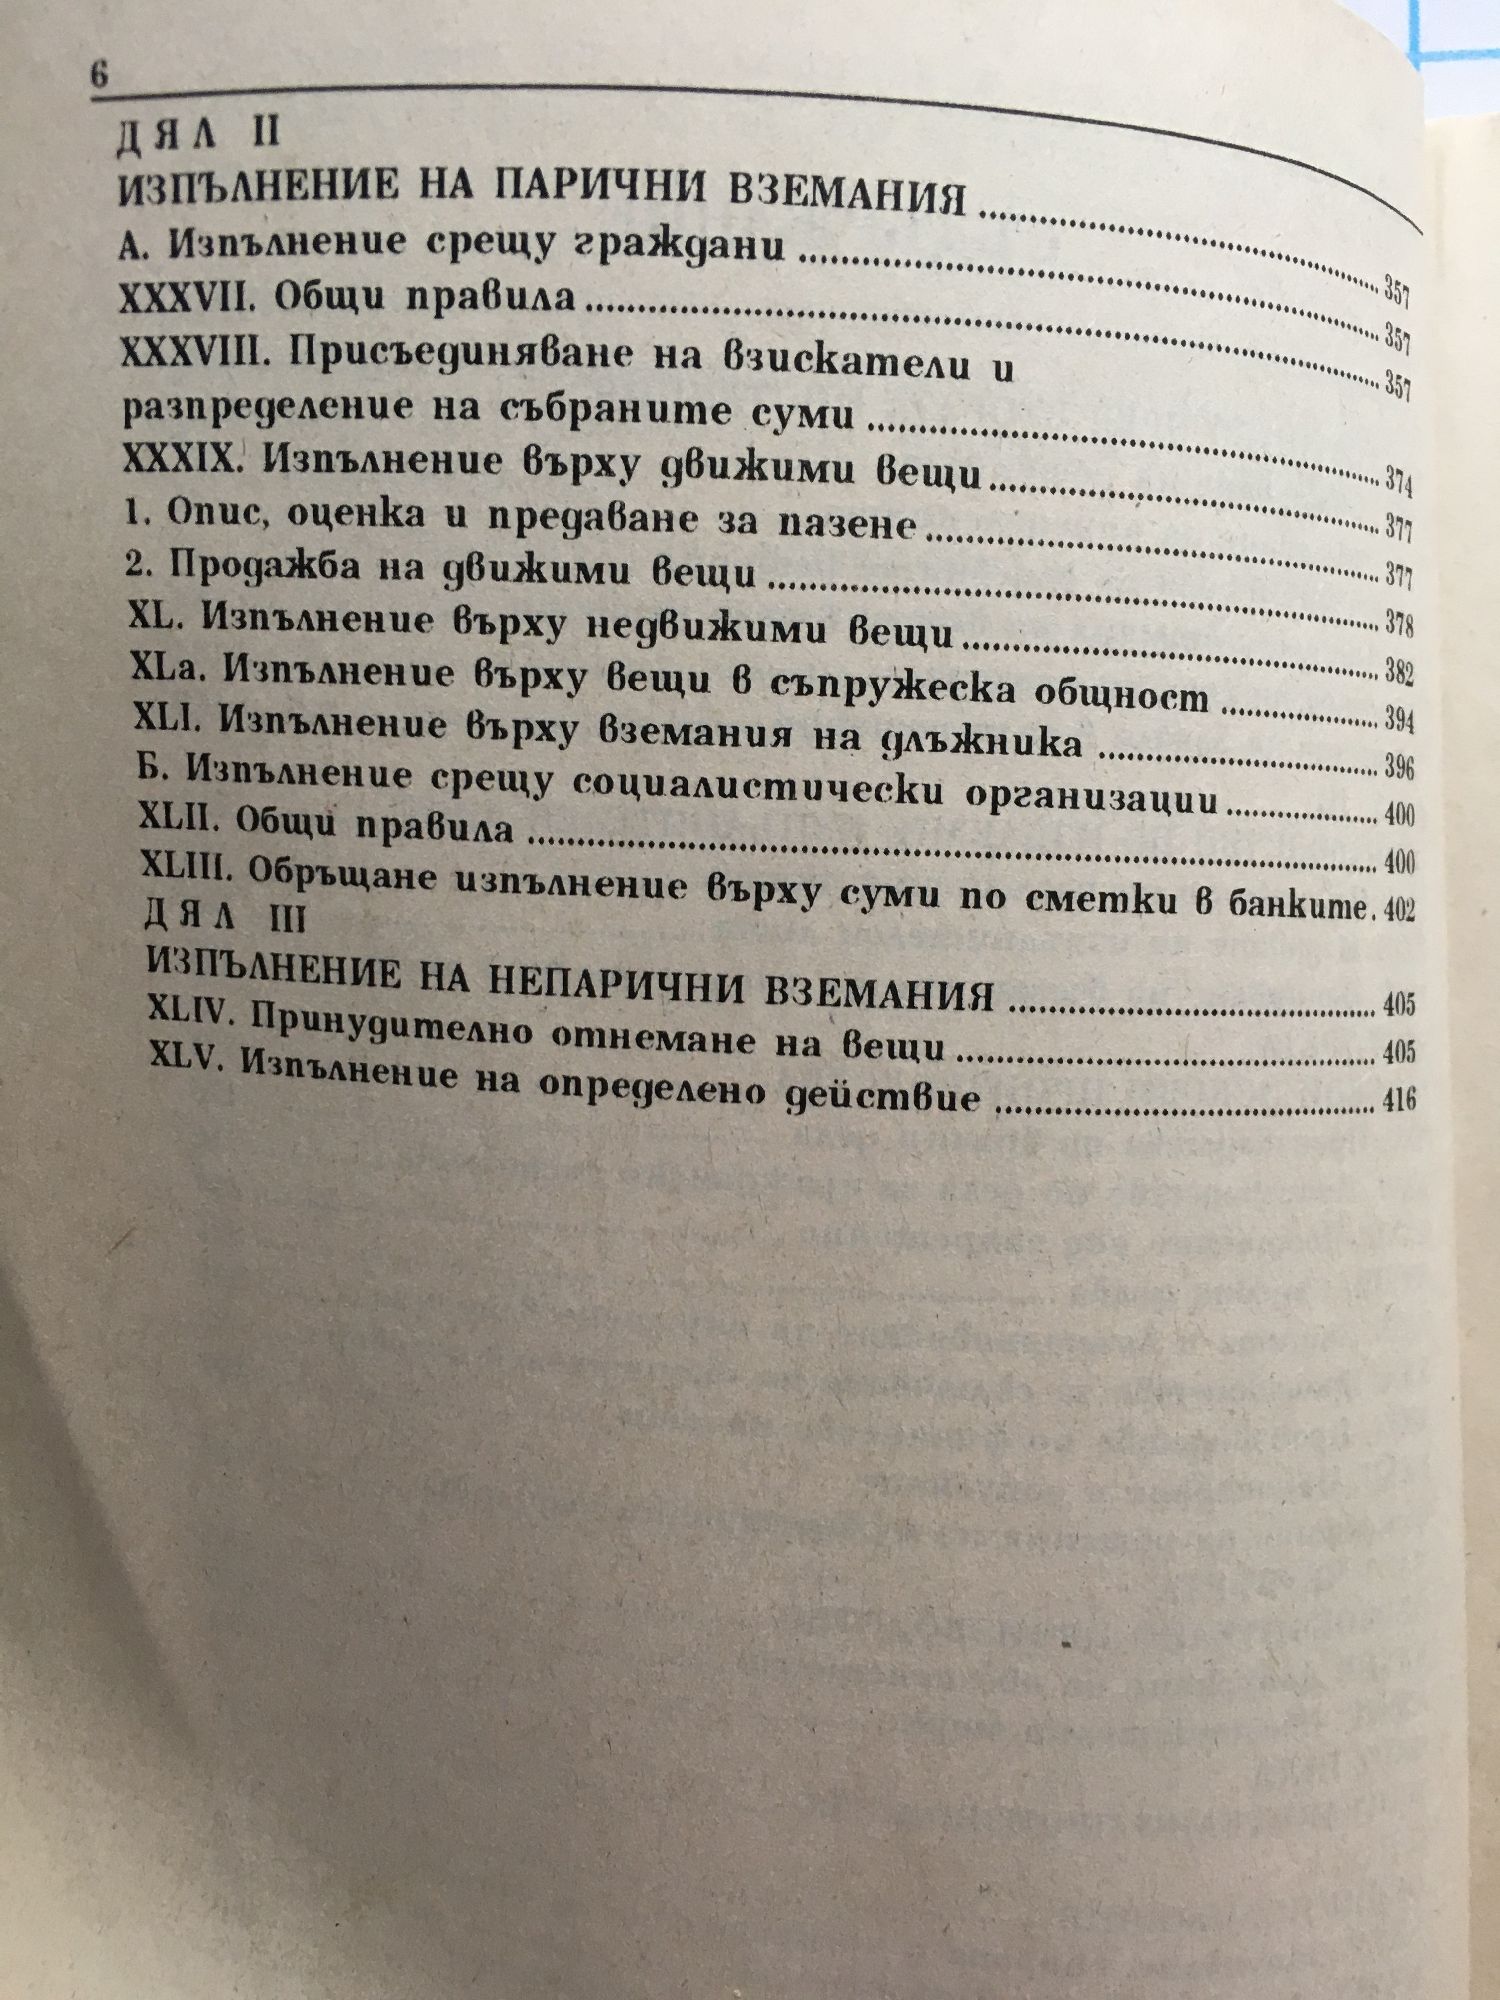 6
ДЯЛ II
ИЗПЪЛНЕНИЕ НА ПАРИЧНИ ВЗЕМАНИЯ ........ 357
А. Изпълнение срещу граждани ........ 357
XXXVII. Общи правила ........ 357
XXXVIII. Присъединяване на взискатели и
разпределение на събраните суми ........ 374
XXXIX. Изпълнение върху движими вещи ........ 377
1. Опис, оценка и предаване за пазене ........ 377
2. Продажба на движими вещи ........ 378
XL. Изпълнение върху недвижими вещи ........ 382
XLa. Изпълнение върху вещи в съпружеска общност ........ 394
XLI. Изпълнение върху вземания на длъжника ........ 396
Б. Изпълнение срещу социалистически организации ........ 400
XLII. Общи правила ........ 400
XLIII. Обръщане изпълнение върху суми по сметки в банките. 402
ДЯЛ III
ИЗПЪЛНЕНИЕ НА НЕПАРИЧНИ ВЗЕМАНИЯ ........ 405
XLIV. Принудително отнемане на вещи ........ 405
XLV. Изпълнение на определено действие ........ 416